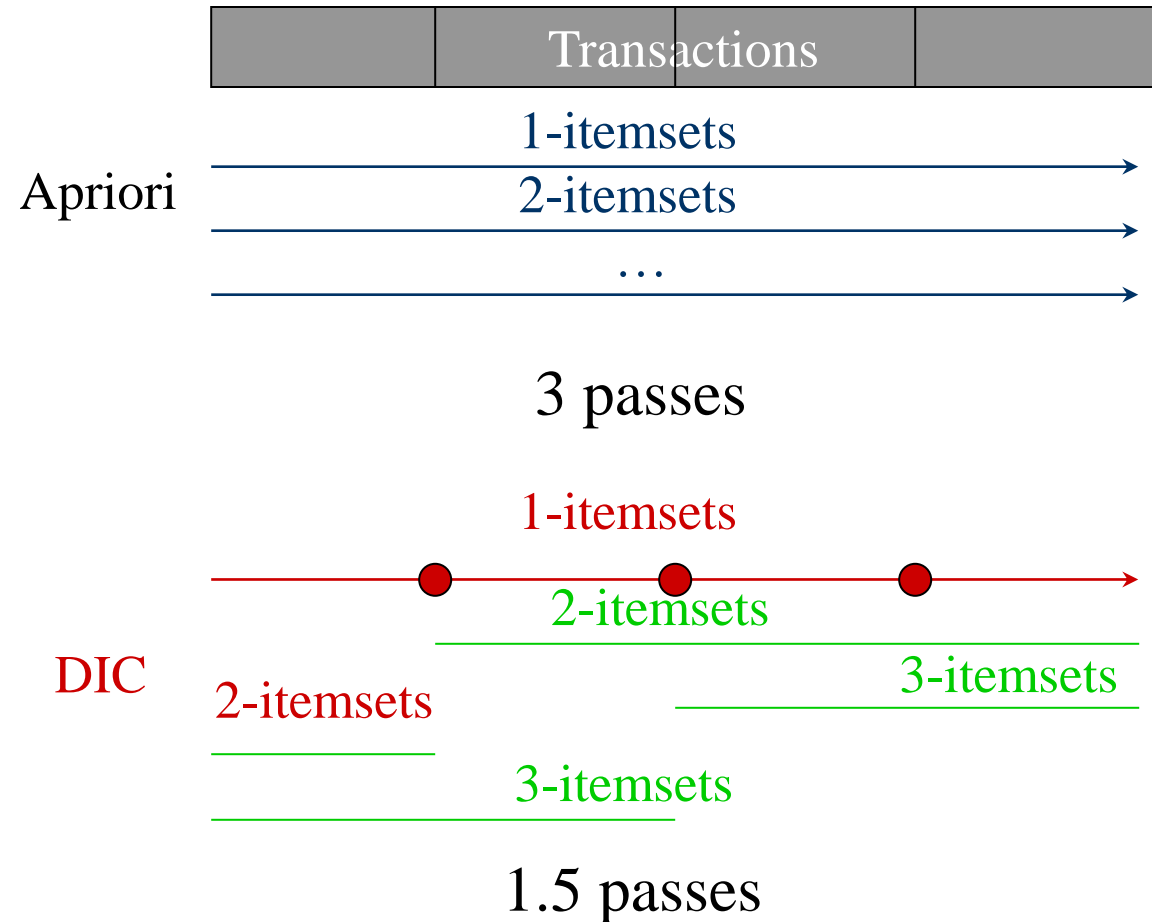 Transactions
1-itemsets
Apriori
2-itemsets
…
3 passes
1-itemsets
2-itemsets
DIC
3-itemsets
2-itemsets
3-itemsets
1.5 passes